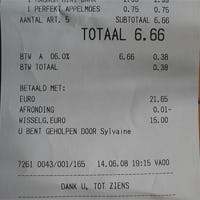 1 PERFEKT APPELMOES 0.75 0.75
AANTAL ART. 5 SUBTOTAAL 6.66
TOTAAL 6.66
BTW A 06.0% 6.66 0.38
BTW TOTAAL 0.38
BETAALD MET:
EURO 21.65
AFRONDING 0.01-
WISSELG.EURO 15.00
U BENT GEHOLPEN DOOR Sylvaine
7261 0043/001/165 14.06.08 19:15 VA00
DANK U, TOT ZIENS